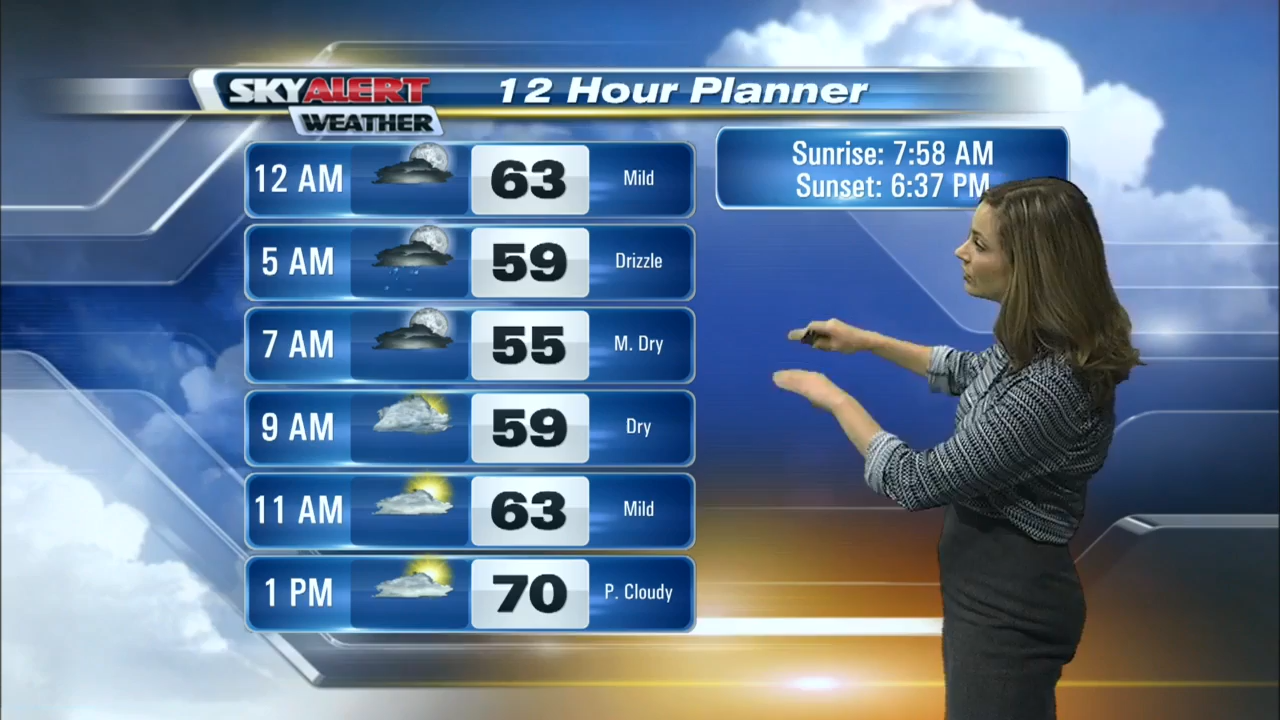 SKYALERT
WEATHER
12 Hour Planner
Sunrise: 7:58 AM
Sunset: 6:37 PM
12 AM 63 Mild
5 AM 59 Drizzle
7 AM 55 M. Dry
9 AM 59 Dry
11 AM 63 Mild
1 PM 70 P. Cloudy